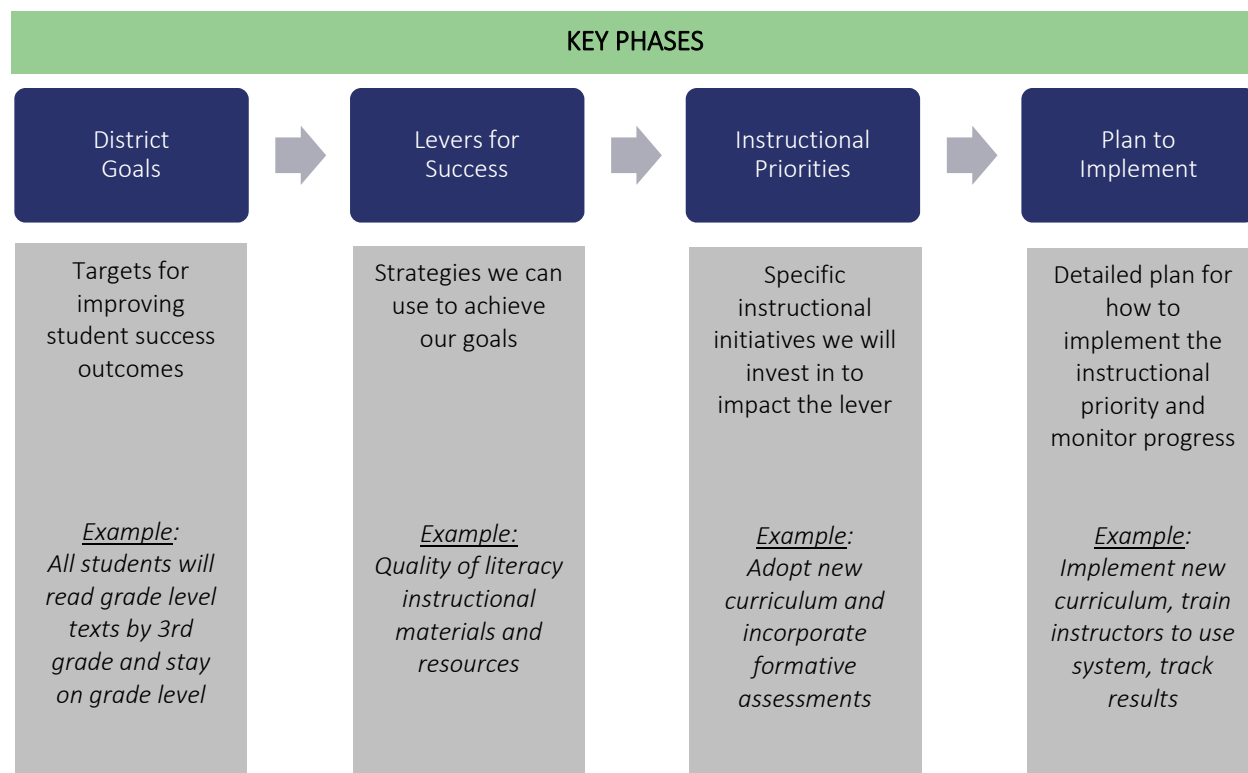 KEY PHASES
District
Goals
Levers for
Success
Instructional
Priorities
Plan to
Implement
Targets for
improving
student success
outcomes
Example:
All students will
read grade level
texts by 3rd
grade and stay
on grade level
Strategies we can
use to achieve
our goals
Example:
Quality of literacy
instructional
materials and
resources
Specific
instructional
initiatives we will
invest in to
impact the lever
Example:
Adopt new
curriculum and
incorporate
formative
assessments
Detailed plan for
how to
implement the
instructional
priority and
monitor progress
Example:
Implement new
curriculum, train
instructors to use
system, track
results